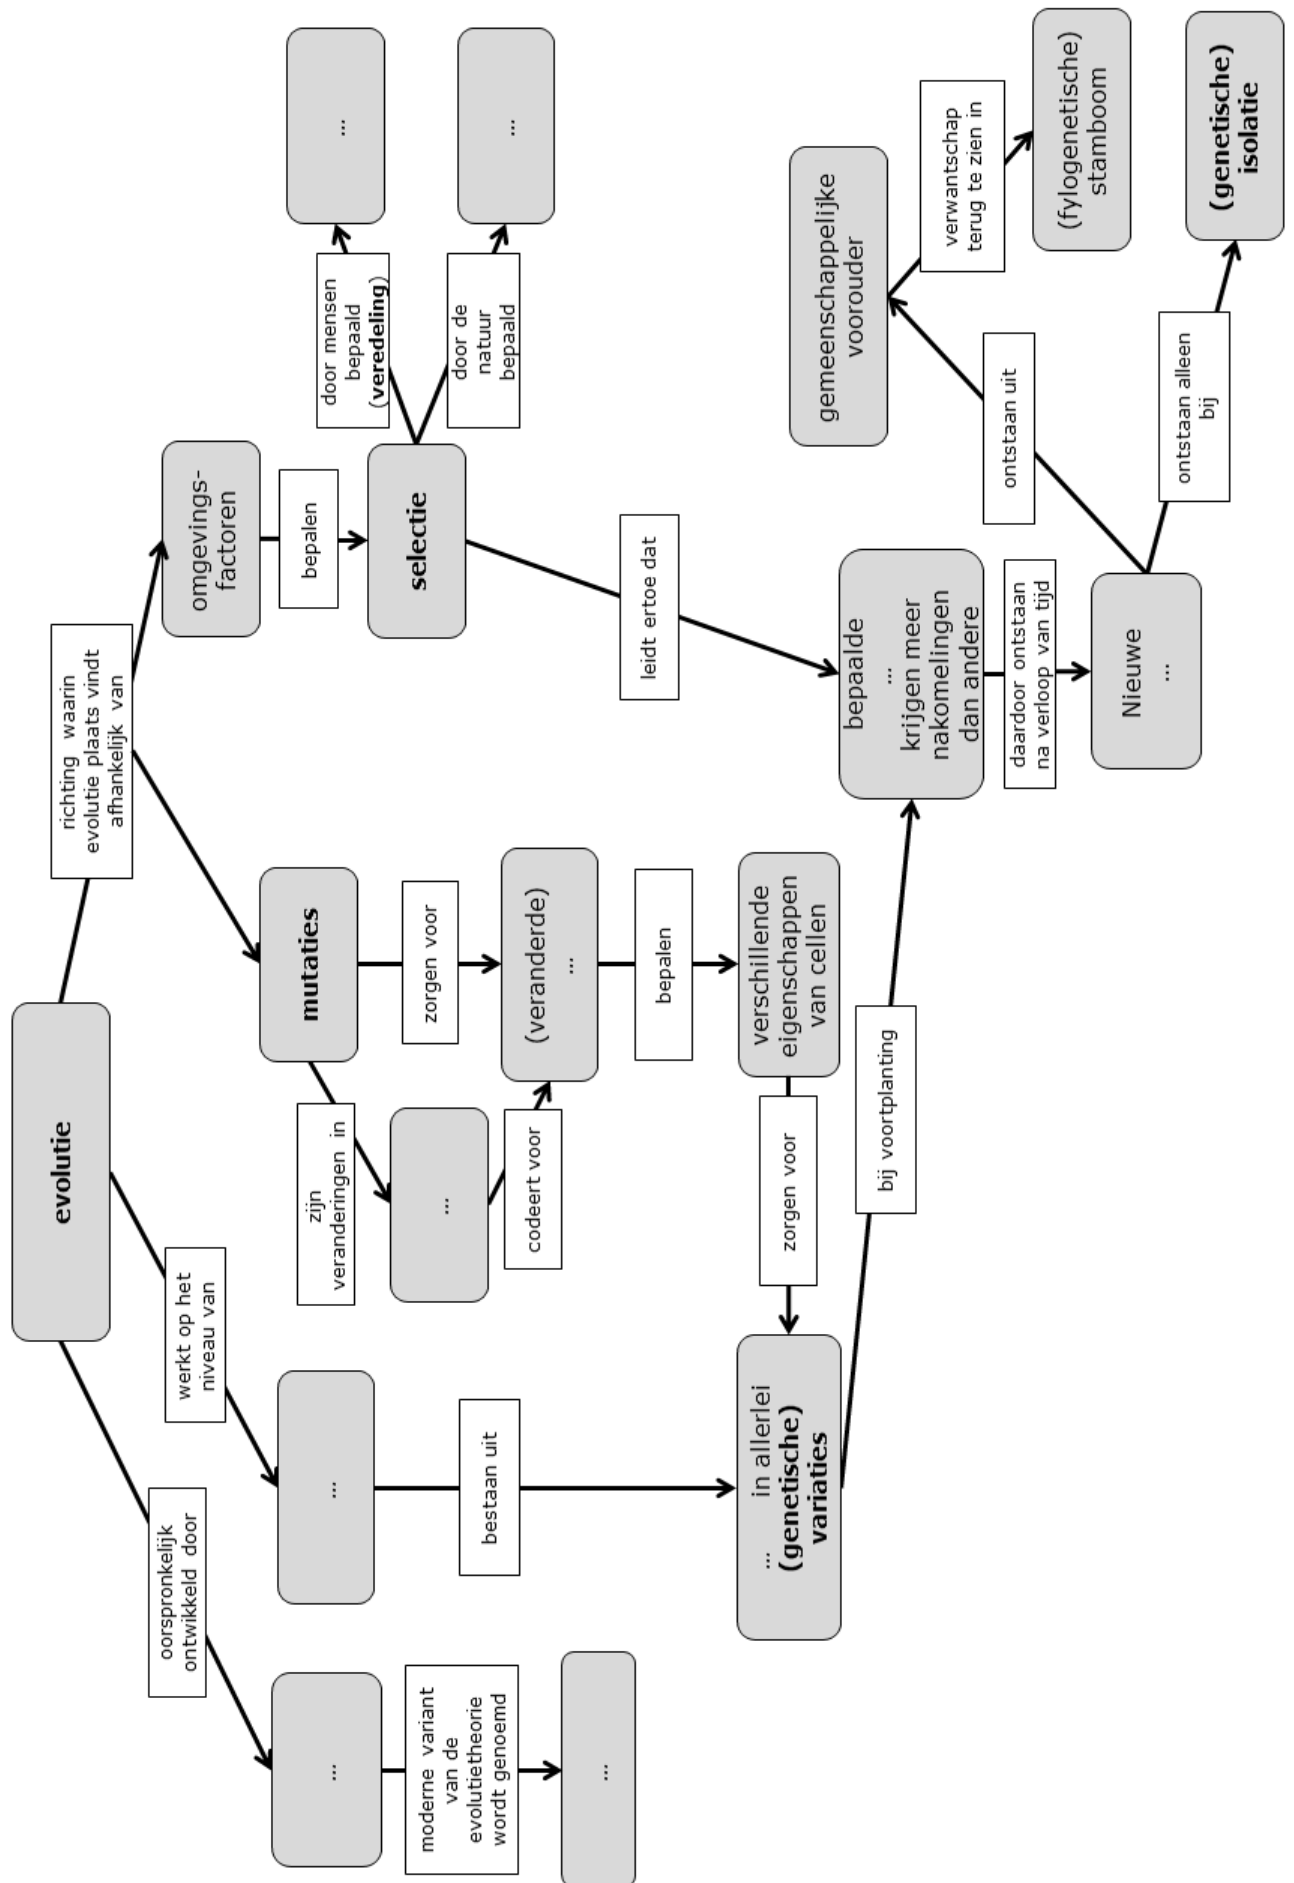 evolutie
oorspronkelijk
ontwikkeld door
werkt op het
niveau van
richting waarin
evolutie plaats vindt
afhankelijk van
...
moderne variant
van de
evolutietheorie
wordt genoemd
...
...
bestaan uit
... in allerlei
(genetische)
variaties
mutaties
zijn
veranderingen in
...
codeert voor
zorgen voor
(veranderde)
...
bepalen
verschillende
eigenschappen
van cellen
zorgen voor
bij voortplanting
omgevings-
factoren
bepalen
selectie
door mensen
bepaald
(veredeling)
...
door de
natuur
bepaald
...
leidt ertoe dat
bepaalde
...
krijgen meer
nakomelingen
dan andere
daardoor ontstaan
na verloop van tijd
Nieuwe
...
ontstaan uit
gemeenschappelijke
voorouder
verwantschap
terug te zien in
(fylogenetische)
stamboom
ontstaan alleen
bij
(genetische)
isolatie